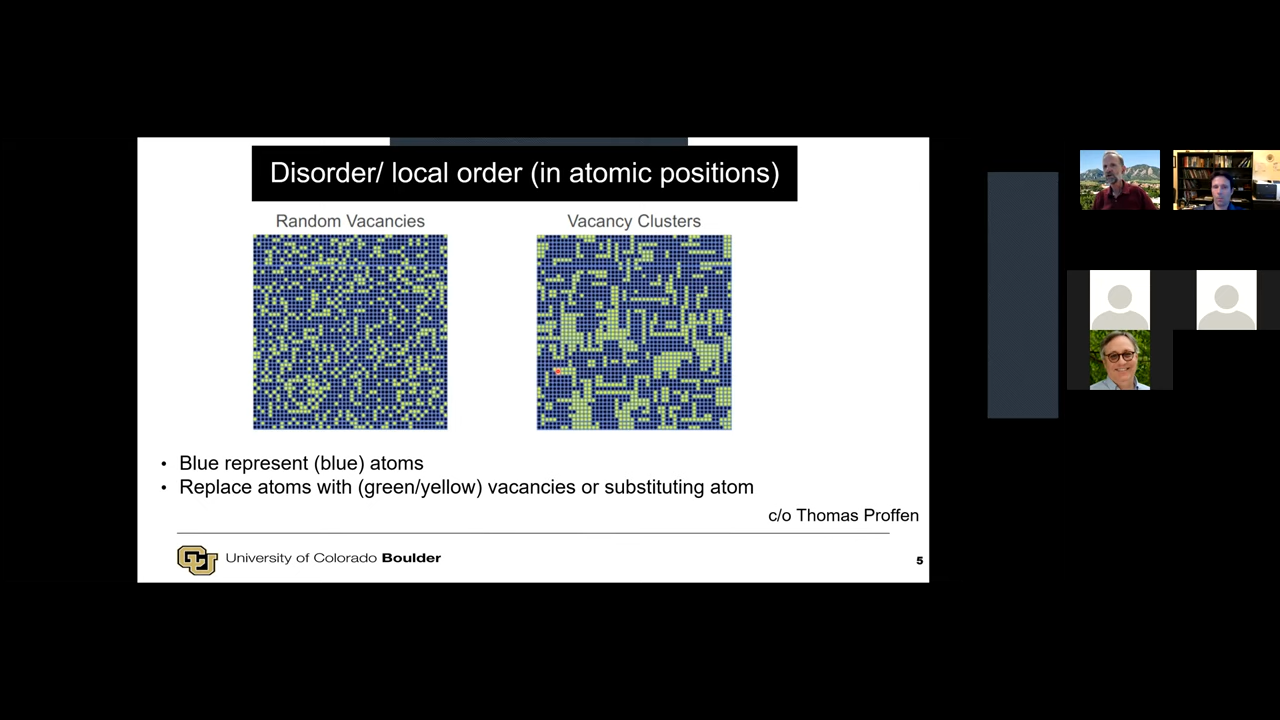 Disorder/ local order (in atomic positions)
Random Vacancies
Vacancy Clusters
• Blue represent (blue) atoms
• Replace atoms with (green/yellow) vacancies or substituting atom
c/o Thomas Proffen
University of Colorado Boulder
5